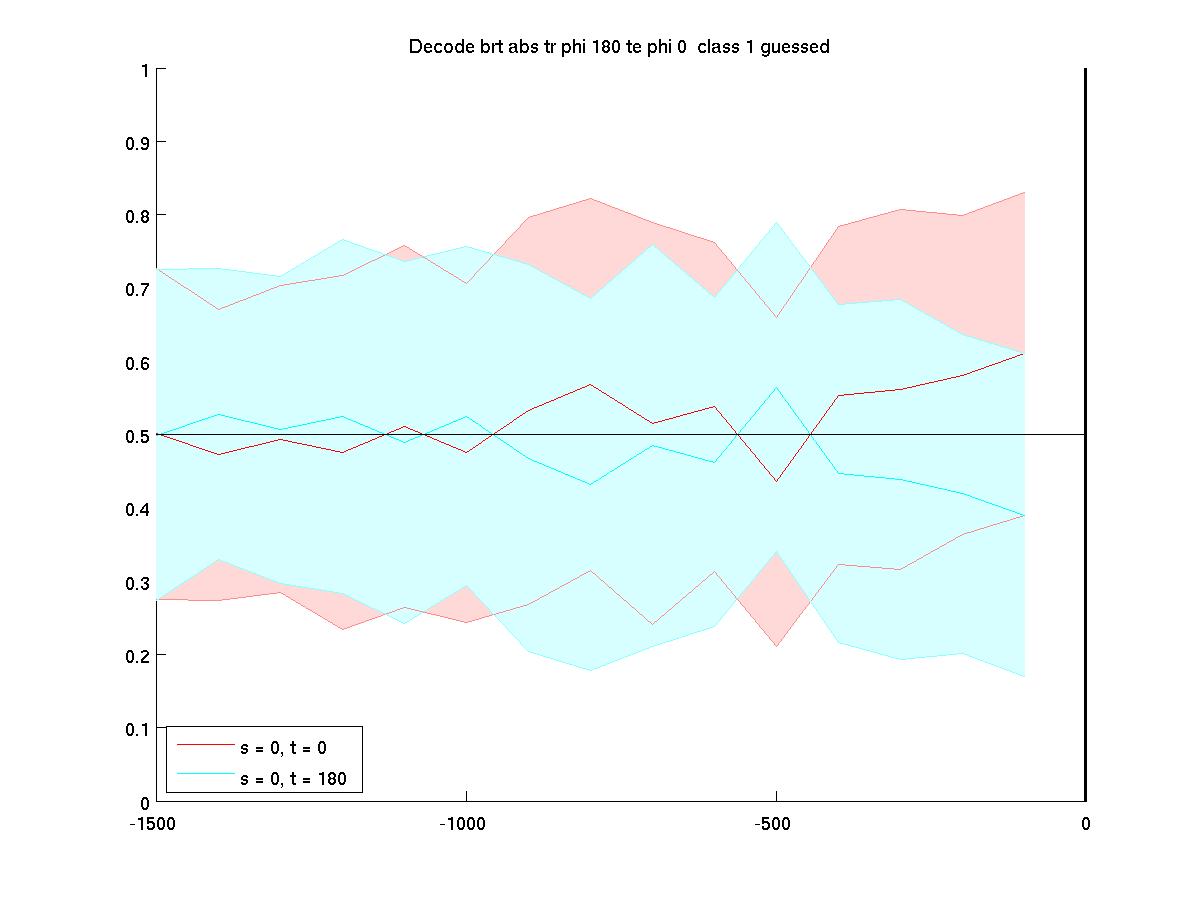 Decode brt abs tr phi 180 te phi 0  class 1 guessed
1
0.9
0.8
0.7
0.6
0.5
0.4
0.3
0.2
0.1
0
s = 0, t = 0
s = 0, t = 180
-1500 -1000 -500 0